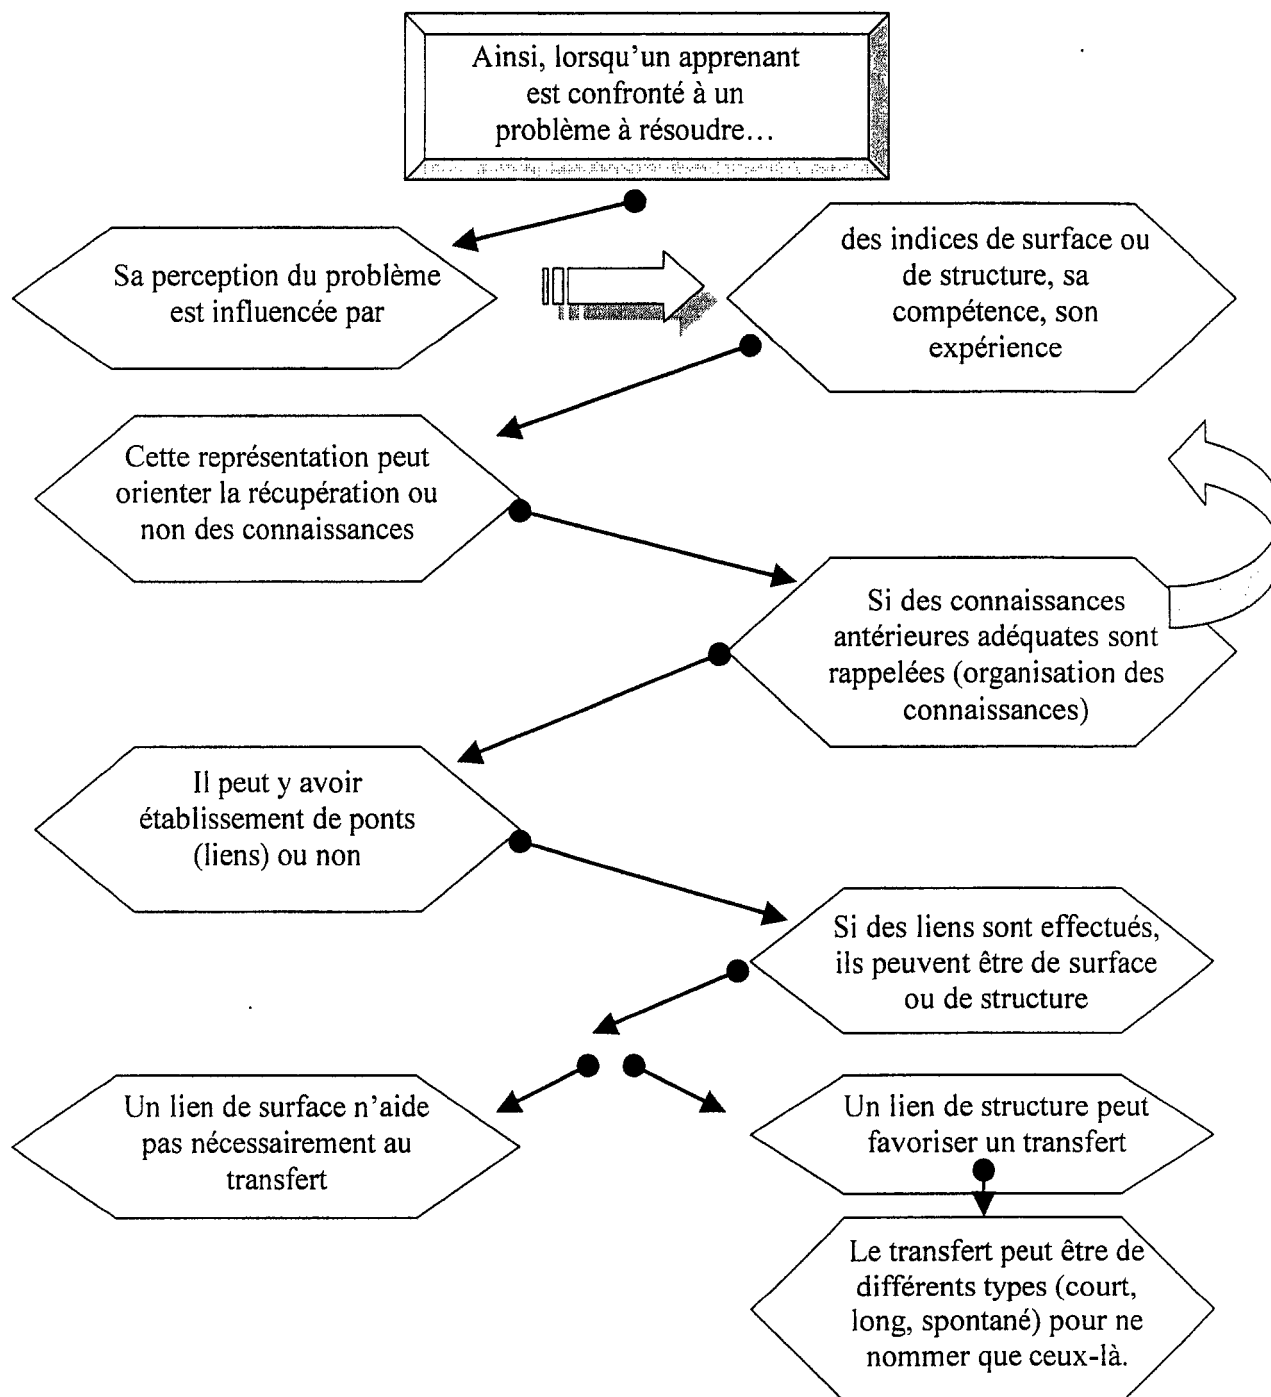 Ainsi, lorsqu'un apprenant
est confronté à un
problème à résoudre…
Sa perception du problème
est influencée par
des indices de surface ou
de structure, sa
compétence, son
expérience
Cette représentation peut
orienter la récupération ou
non des connaissances
Si des connaissances
antérieures adéquates sont
rappelées (organisation des
connaissances)
Il peut y avoir
établissement de ponts
(liens) ou non
Si des liens sont effectués,
ils peuvent être de surface
ou de structure
Un lien de surface n'aide
pas nécessairement au
transfert
Un lien de structure peut
favoriser un transfert
Le transfert peut être de
différents types (court,
long, spontané) pour ne
nommer que ceux-là.